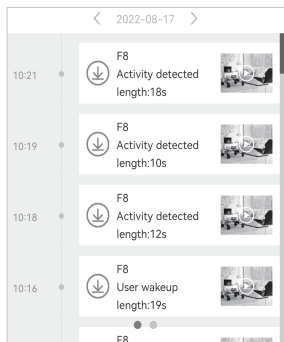 2022-08-17
10:21
F8
Activity detected
length:18s
10:19
F8
Activity detected
length:10s
10:18
F8
Activity detected
length:12s
10:16
F8
User wakeup
length:19s
F8